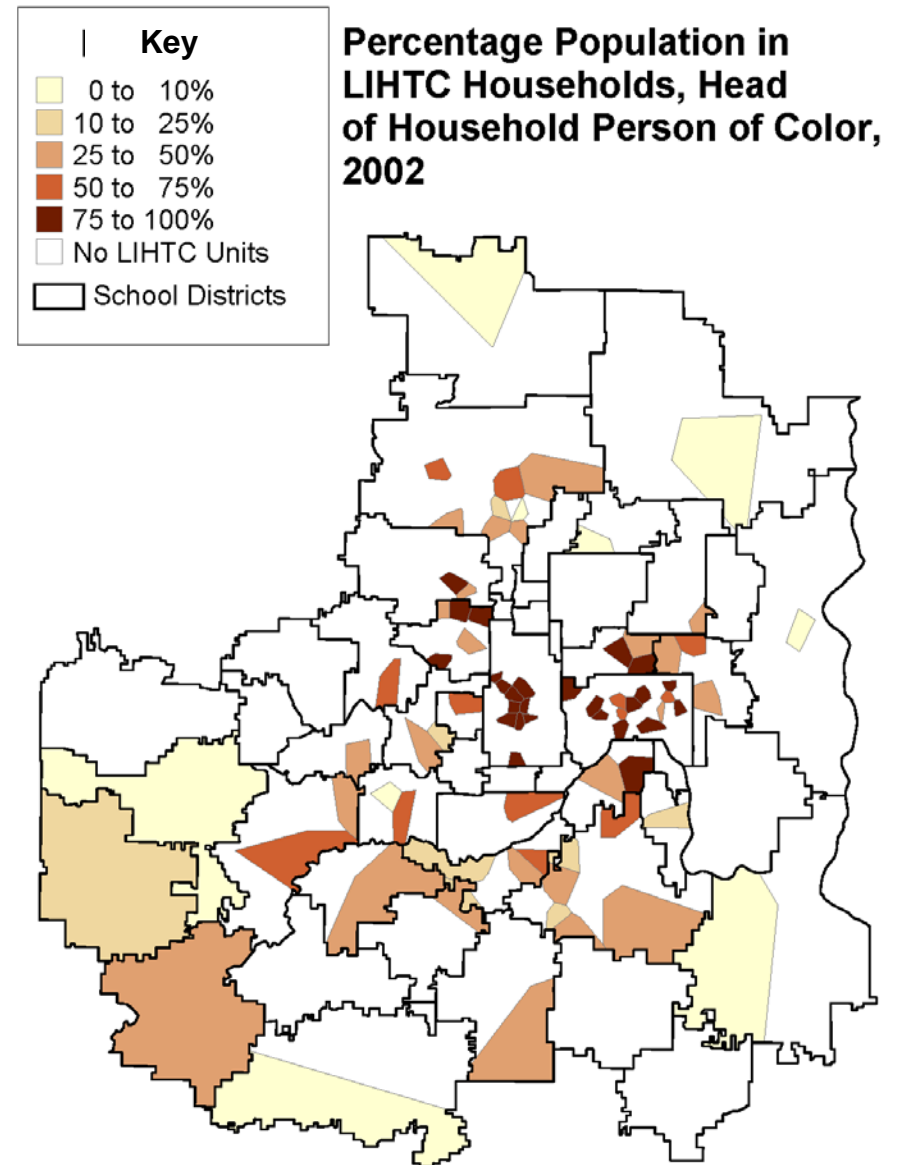 Key
0 to 10%
10 to 25%
25 to 50%
50 to 75%
75 to 100%
No LIHTC Units
School Districts
Percentage Population in
LIHTC Households, Head
of Household Person of Color,
2002